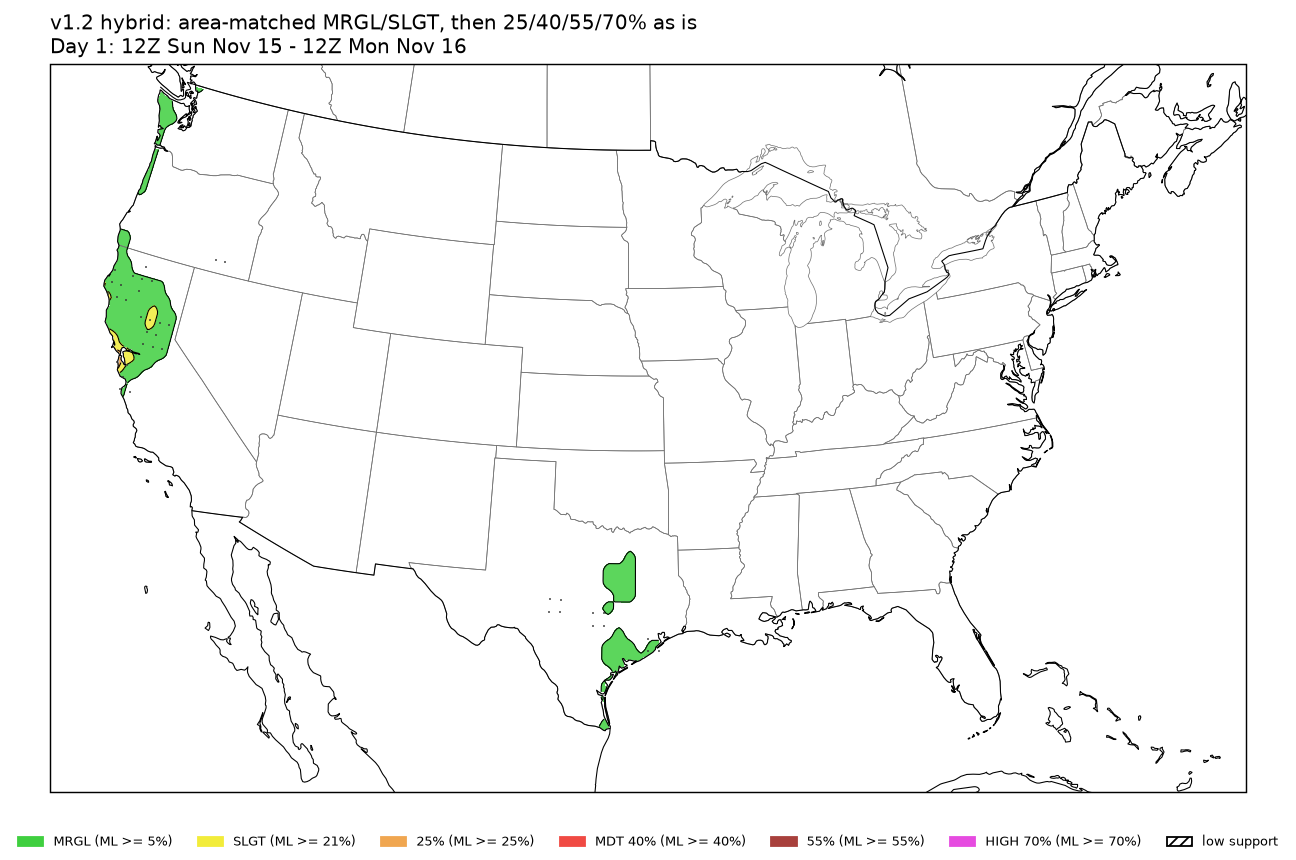 v1.2 hybrid: area-matched MRGL/SLGT, then 25/40/55/70% as is
Day 1: 12Z Sun Nov 15 - 12Z Mon Nov 16
MRGL (ML >= 5%) SLGT (ML >= 21%) 25% (ML >= 25%) MDT 40% (ML >= 40%) 55% (ML >= 55%) HIGH 70% (ML >= 70%) low support